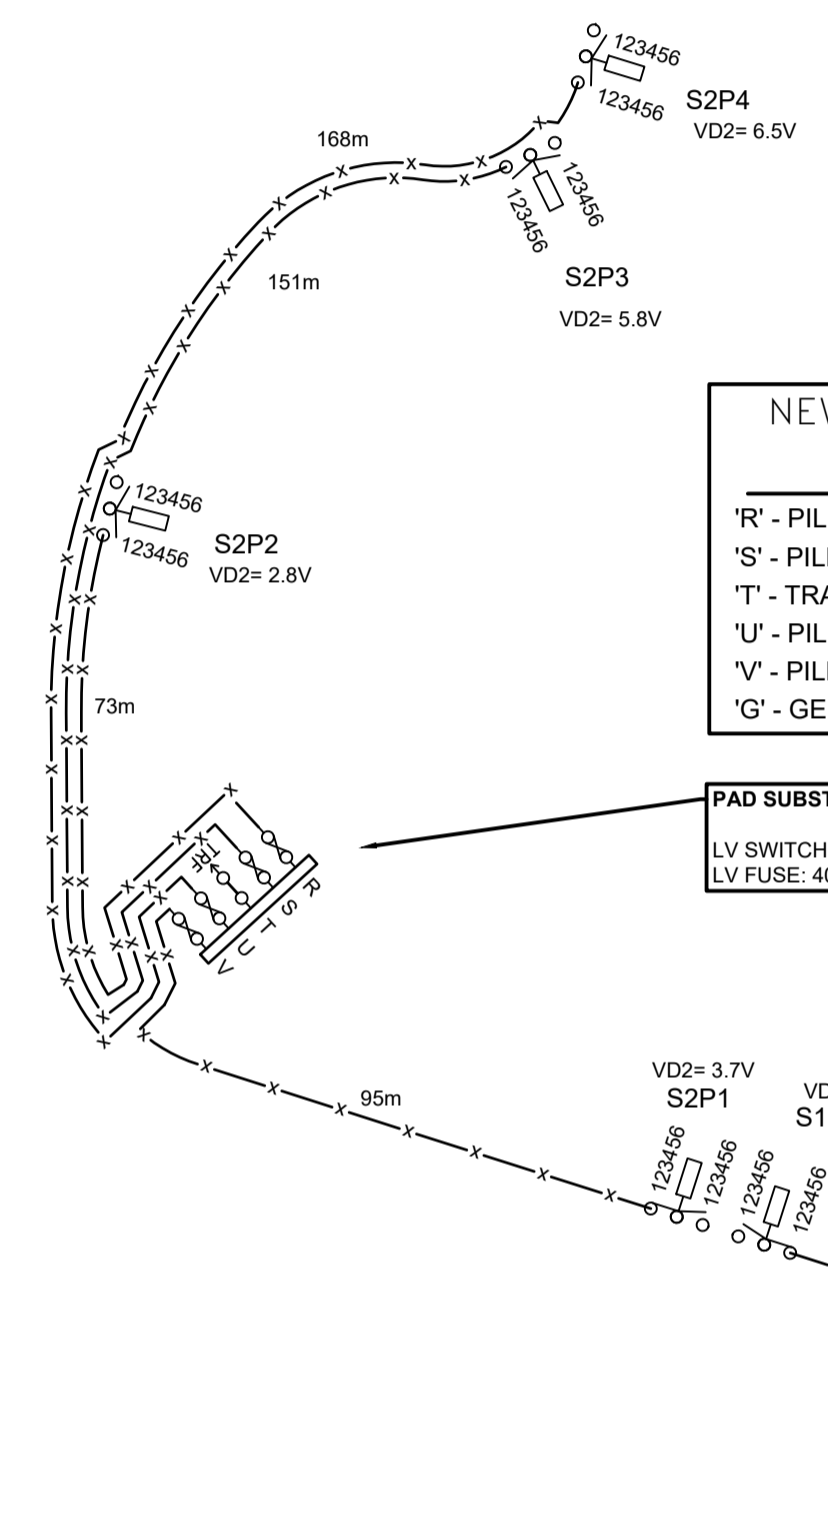 123456
123456
S2P4
VD2= 6.5V
168m
123456
123456
151m
S2P3
VD2= 5.8V
NEW
'R' - PIL
'S' - PILL
'T' - TRA
'U' - PIL
'V' - PILL
'G' - GE
123456
123456
S2P2
VD2= 2.8V
73m
PAD SUBST
LV SWITCH
LV FUSE: 40
TRF
R
S
T
U
V
95m
VD2= 3.7V
S2P1
VD
S1
123456
123456
123456
123456